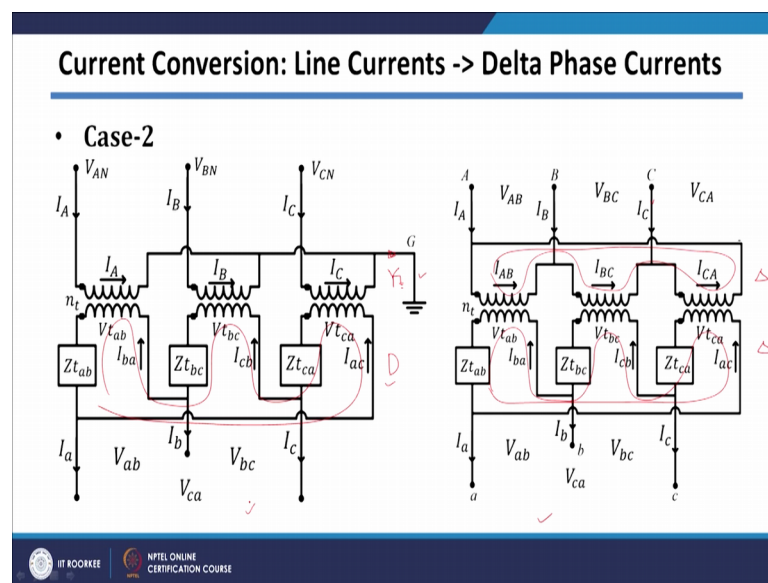 Current Conversion: Line Currents -> Delta Phase Currents
• Case-2
V_AN V_BN V_CN
I_A I_B I_C
G
I_A I_B I_C
Y_t
n_t
Vt_ab Vt_bc Vt_ca
Zt_ab I_ba Zt_bc I_cb Zt_ca I_ac
D
I_a I_b I_c
V_ab V_bc
V_ca
A B C
V_AB V_BC V_CA
I_A I_B I_C
I_AB I_BC I_CA
Δ
n_t
Vt_ab Vt_bc Vt_ca
Δ
Zt_ab I_ba Zt_bc I_cb Zt_ca I_ac
I_a I_b I_c
V_ab b V_bc
V_ca
a c
IIT ROORKEE
NPTEL ONLINE
CERTIFICATION COURSE